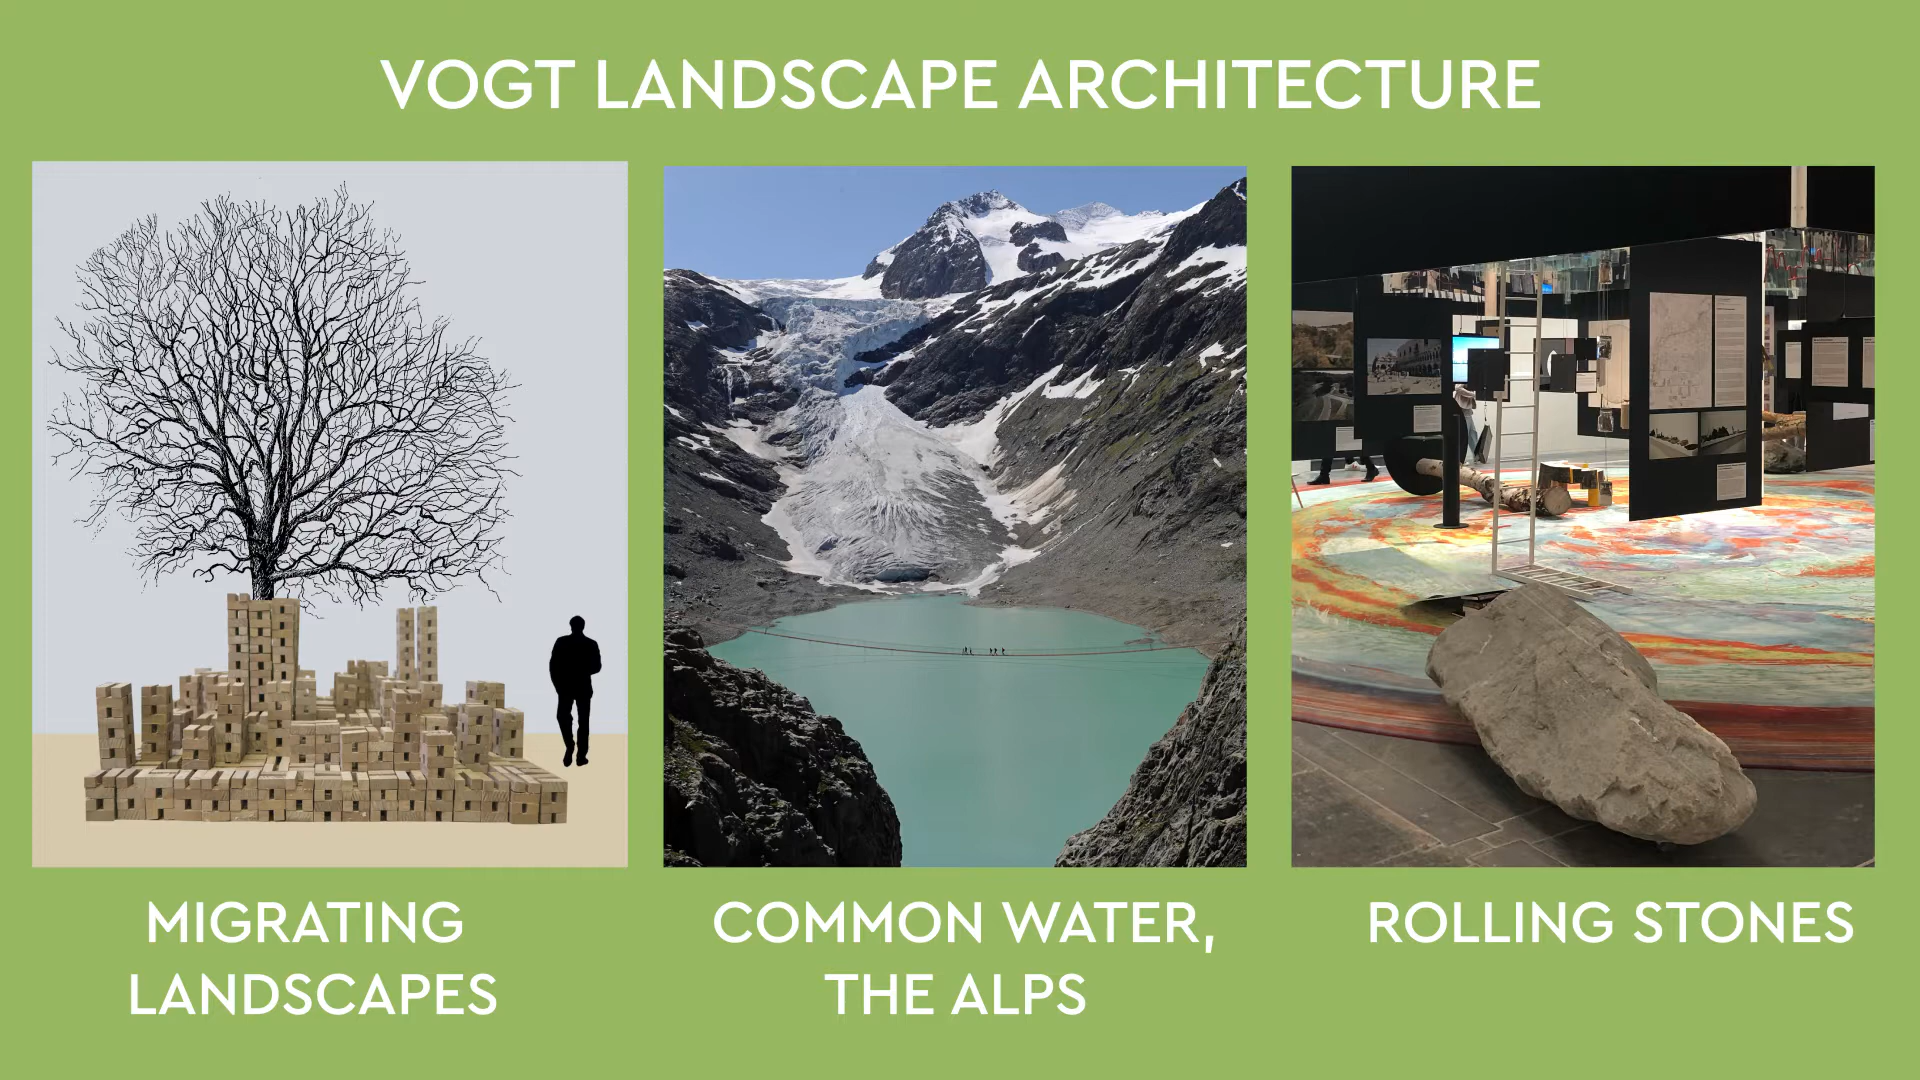 VOGT LANDSCAPE ARCHITECTURE
MIGRATING
LANDSCAPES
COMMON WATER,
THE ALPS
ROLLING STONES